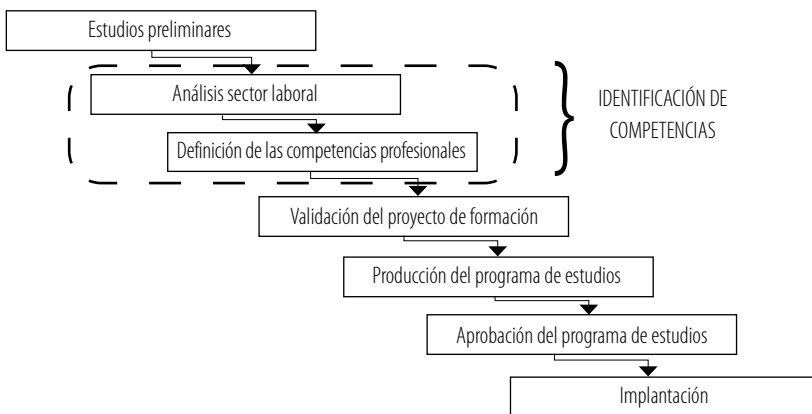 Estudios preliminares
Análisis sector laboral
IDENTIFICACIÓN DE
COMPETENCIAS
Definición de las competencias profesionales
Validación del proyecto de formación
Producción del programa de estudios
Aprobación del programa de estudios
Implantación